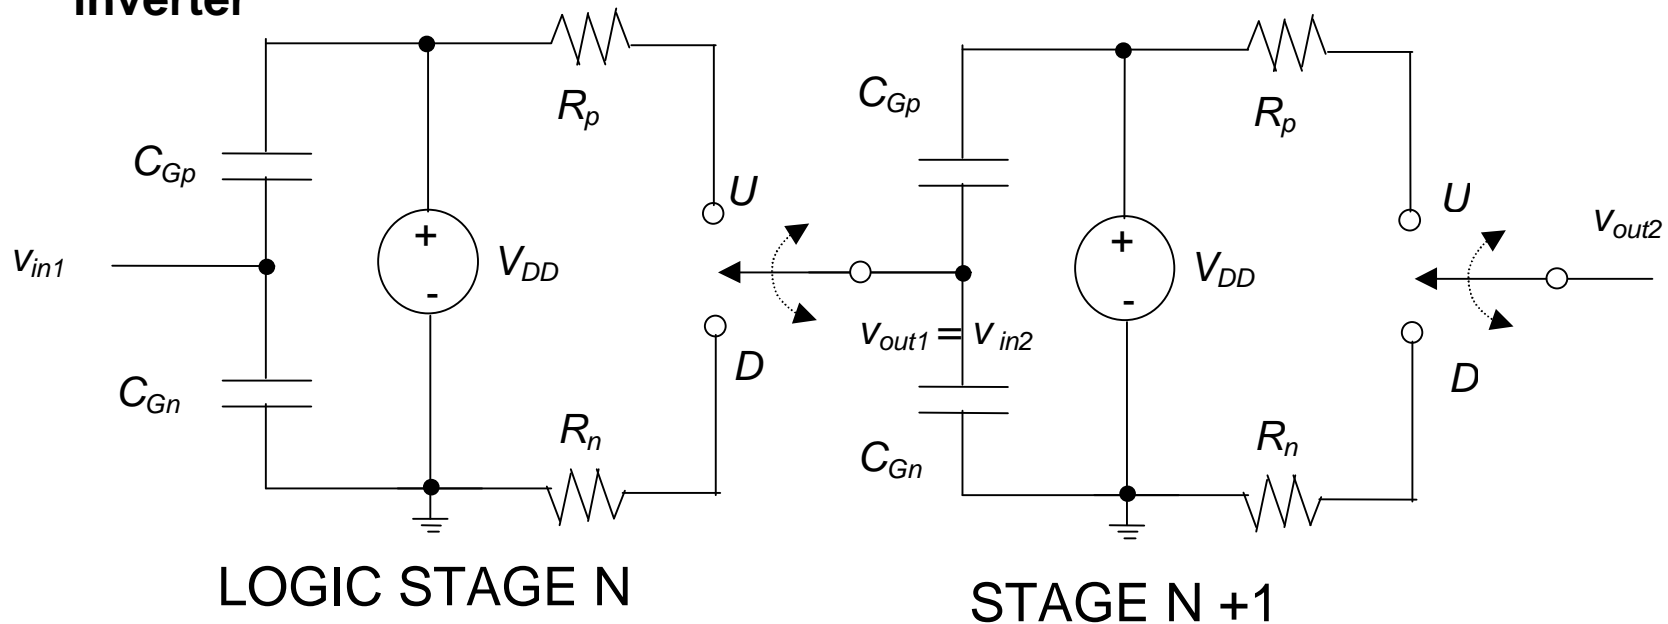 Inverter
R_p
C_Gp
U
v_in1
V_DD
+
-
D
C_Gn
R_n
LOGIC STAGE N
C_Gp
R_p
U
v_out2
+
-
V_DD
v_out1 = v_in2
D
C_Gn
R_n
STAGE N +1